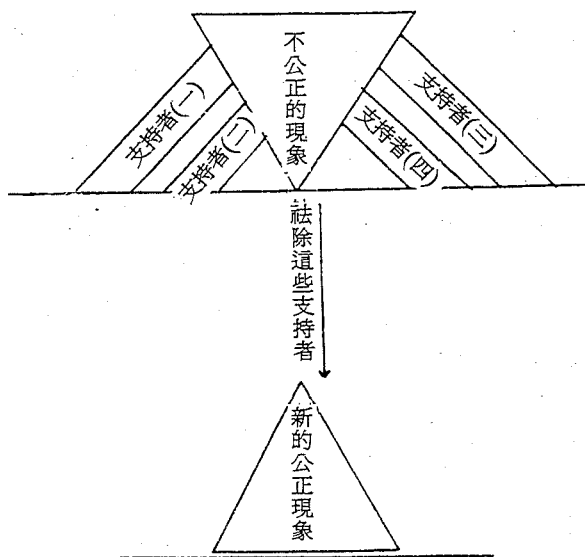 不公正的現象
支持者(一)
支持者(二)
支持者(三)
支持者(四)
祛除這些支持者
新的公正現象